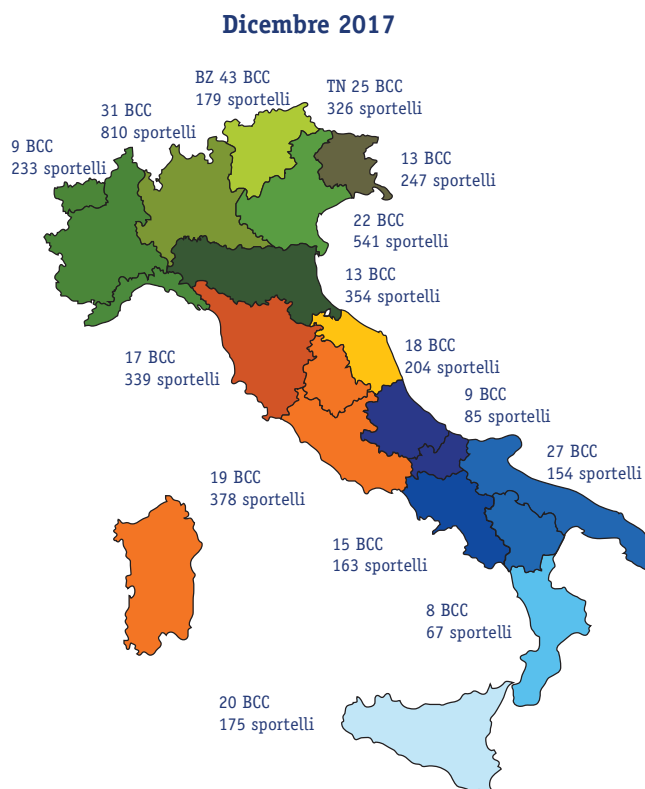 Dicembre 2017
BZ 43 BCC
179 sportelli
TN 25 BCC
326 sportelli
31 BCC
810 sportelli
9 BCC
233 sportelli
13 BCC
247 sportelli
22 BCC
541 sportelli
13 BCC
354 sportelli
17 BCC
339 sportelli
18 BCC
204 sportelli
9 BCC
85 sportelli
27 BCC
154 sportelli
19 BCC
378 sportelli
15 BCC
163 sportelli
8 BCC
67 sportelli
20 BCC
175 sportelli